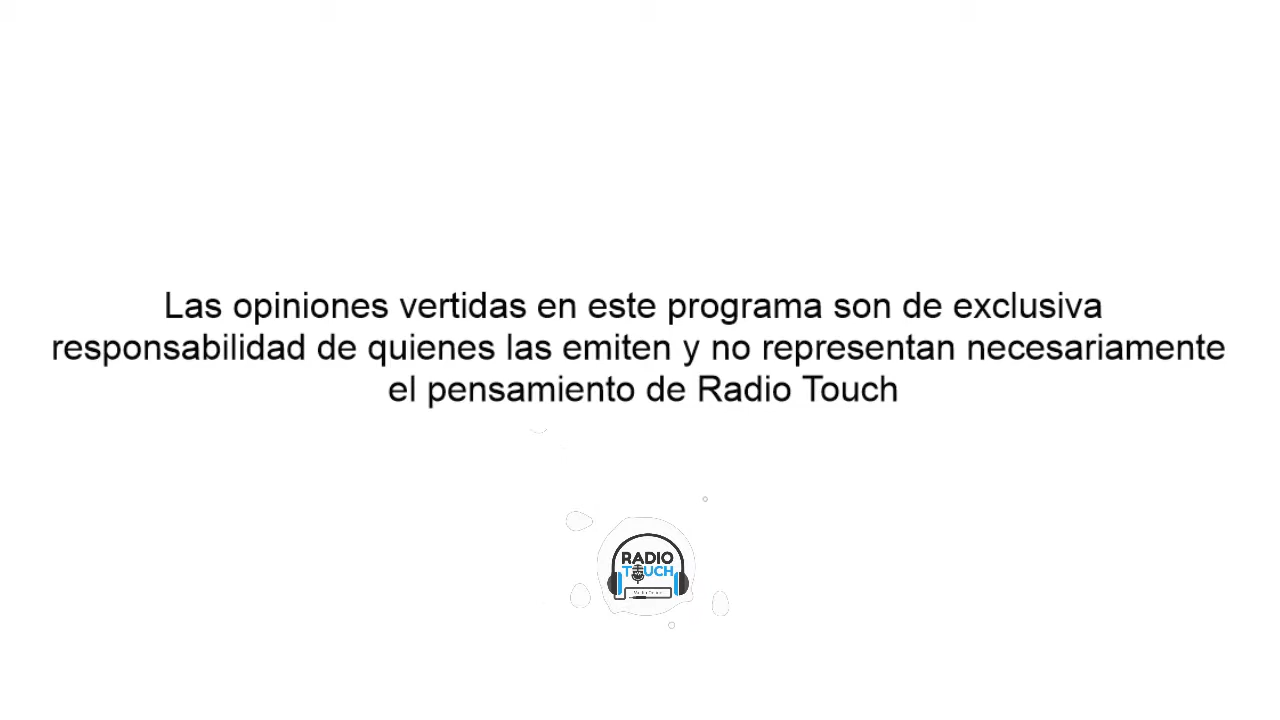 Las opiniones vertidas en este programa son de exclusiva
responsabilidad de quienes las emiten y no representan necesariamente
el pensamiento de Radio Touch
RADIO
TOUCH